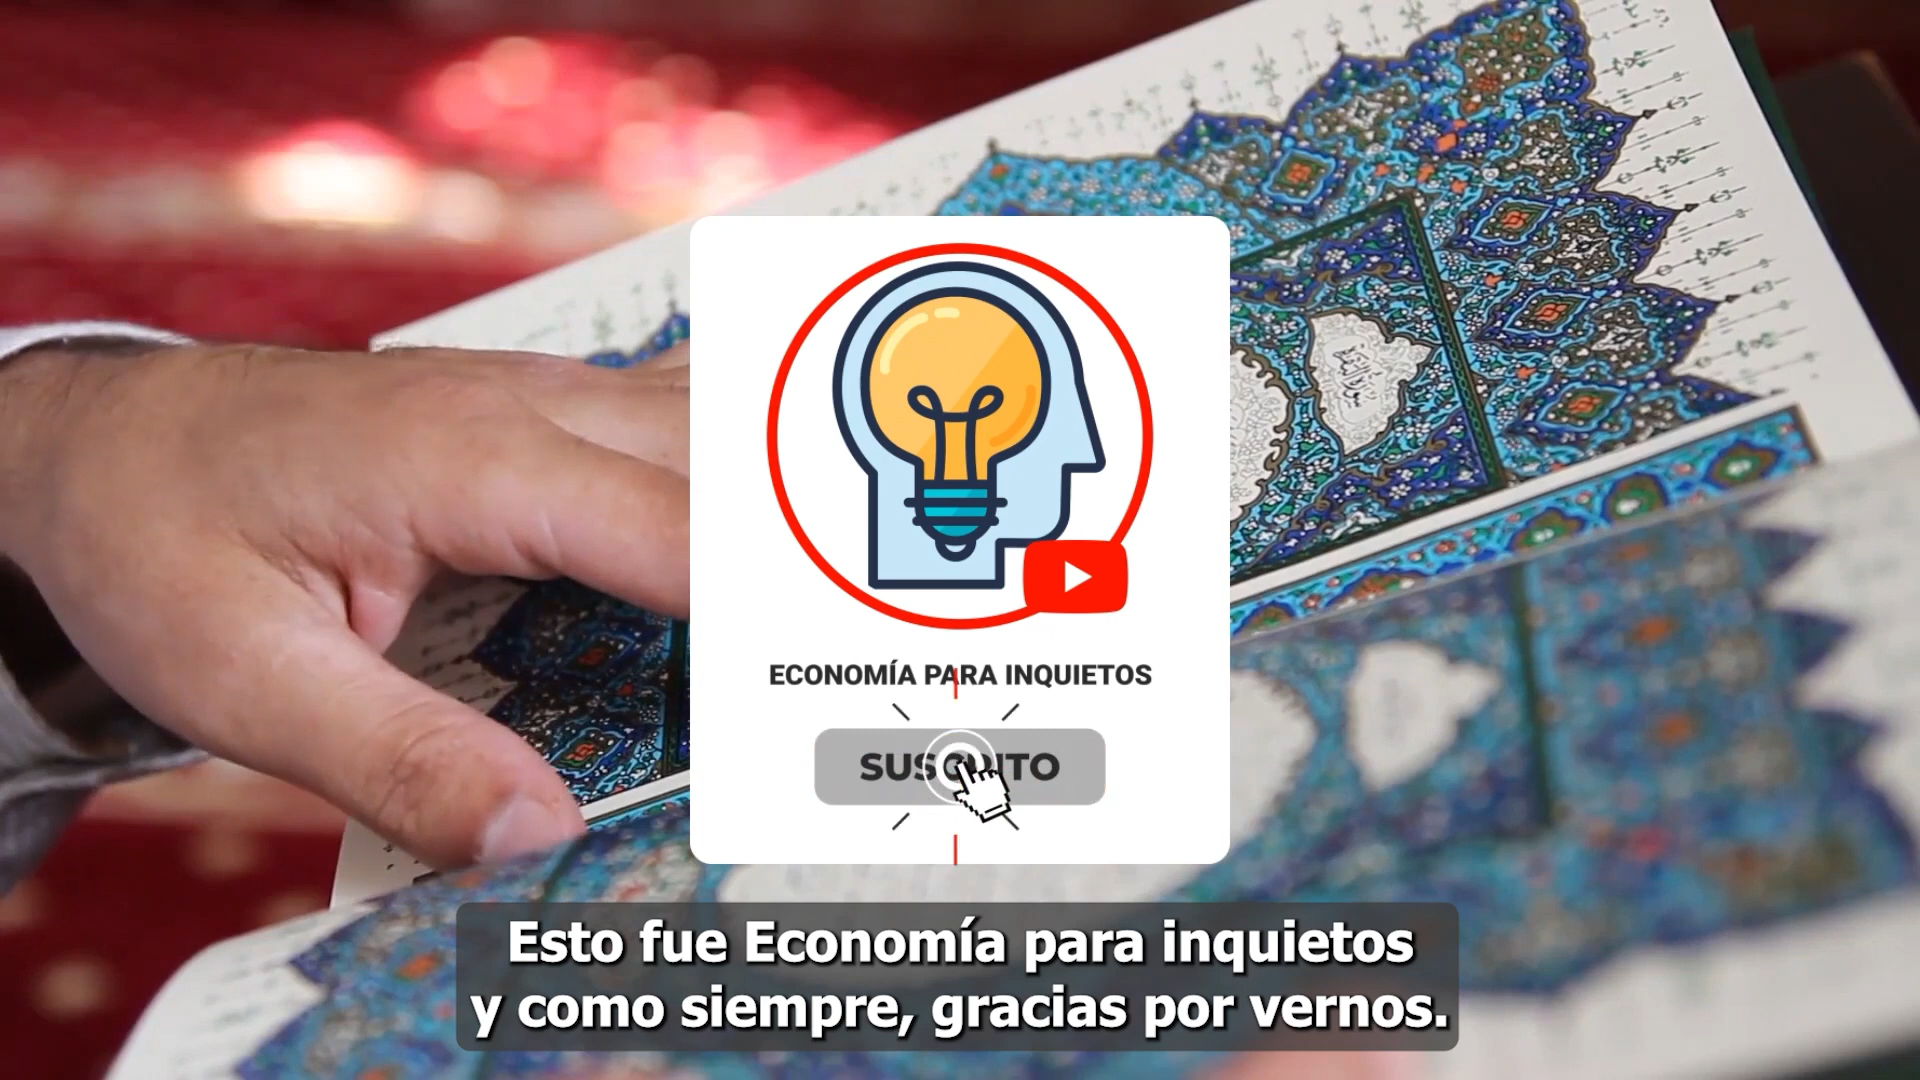 ECONOMÍA PARA INQUIETOS
SUSCRITO
Esto fue Economía para inquietos
y como siempre, gracias por vernos.